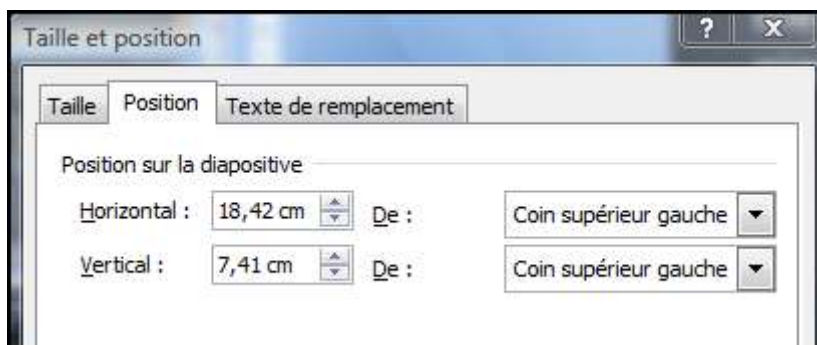 Taille et position ? X
Taille Position Texte de remplacement
Position sur la diapositive
Horizontal : 18,42 cm De : Coin supérieur gauche
Vertical : 7,41 cm De : Coin supérieur gauche